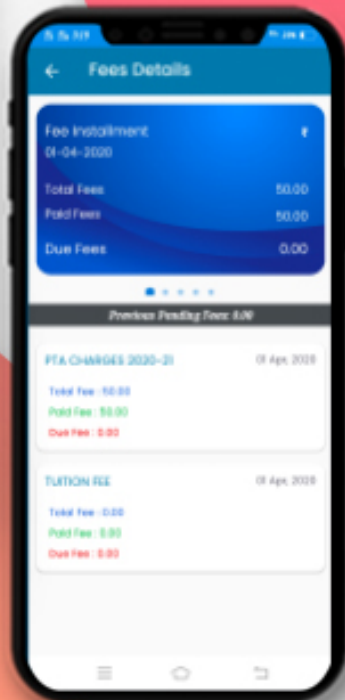 Fees Details
Fee Installment ₹
01-04-2020
Total Fees 50.00
Paid Fees 50.00
Due Fees 0.00
Previous Pending Fees: 0.00
PTA CHARGES 2020-21 01 Apr, 2020
Total Fee : 50.00
Paid Fee : 50.00
Due Fee : 0.00
TUITION FEE 01 Apr, 2020
Total Fee : 0.00
Paid Fee : 0.00
Due Fee : 0.00